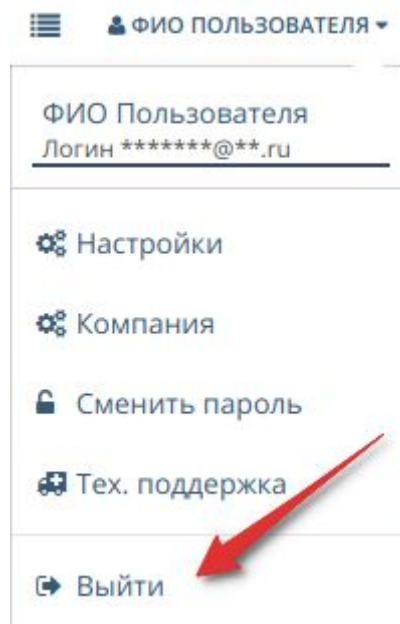 ФИО ПОЛЬЗОВАТЕЛЯ
ФИО Пользователя
Логин *******@**.ru
Настройки
Компания
Сменить пароль
Тех. поддержка
Выйти